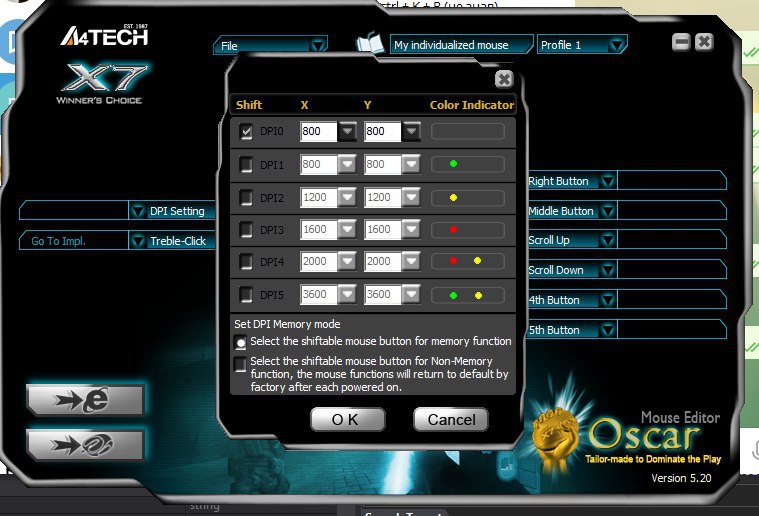 ctrl + K + R (це ацап)
EST. 1987
A4TECH
X7
WINNER'S CHOICE
File
My individualized mouse
Profile 1
Shift X Y Color Indicator
DPI0 800 800
DPI1 800 800
DPI2 1200 1200
DPI3 1600 1600
DPI4 2000 2000
DPI5 3600 3600
DPI Setting
Go To Impl. Treble-Click
Right Button
Middle Button
Scroll Up
Scroll Down
4th Button
5th Button
Set DPI Memory mode
Select the shiftable mouse button for memory function
Select the shiftable mouse button for Non-Memory
function, the mouse functions will return to default by
factory after each powered on.
OK Cancel
Mouse Editor
Oscar
Tailor-made to Dominate the Play
Version 5.20
string